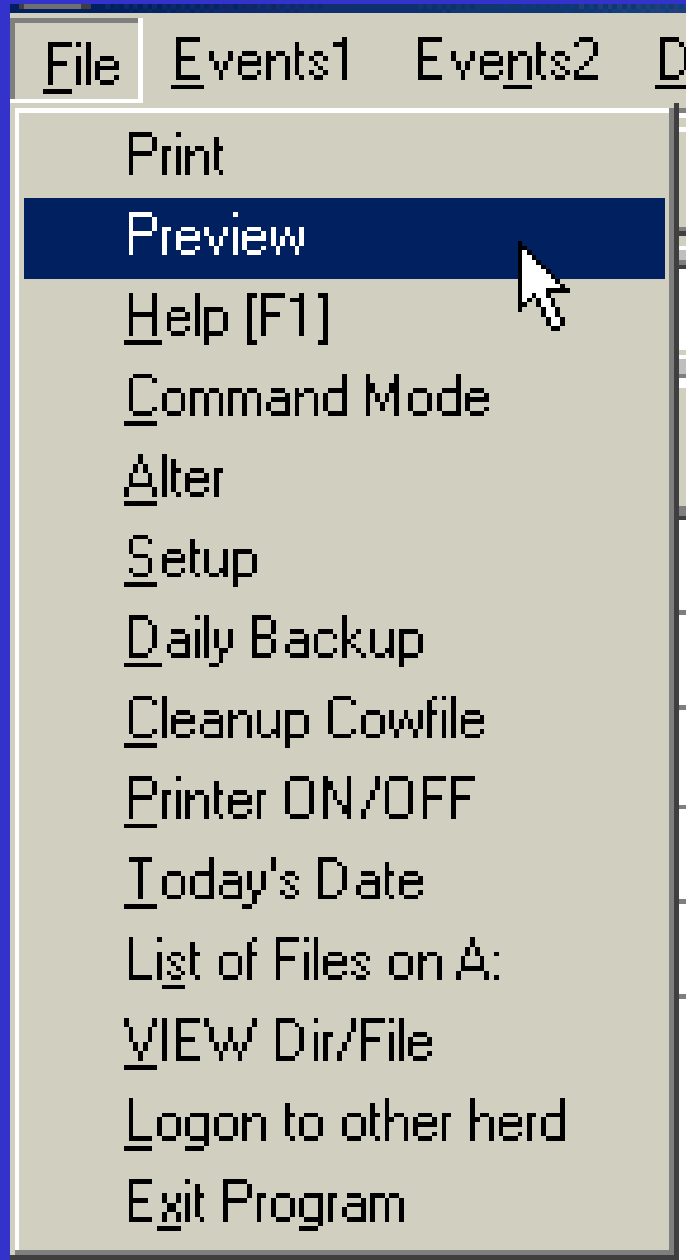 File Events1 Events2 D
Print
Preview
Help [F1]
Command Mode
Alter
Setup
Daily Backup
Cleanup Cowfile
Printer ON/OFF
Today's Date
List of Files on A:
VIEW Dir/File
Logon to other herd
Exit Program